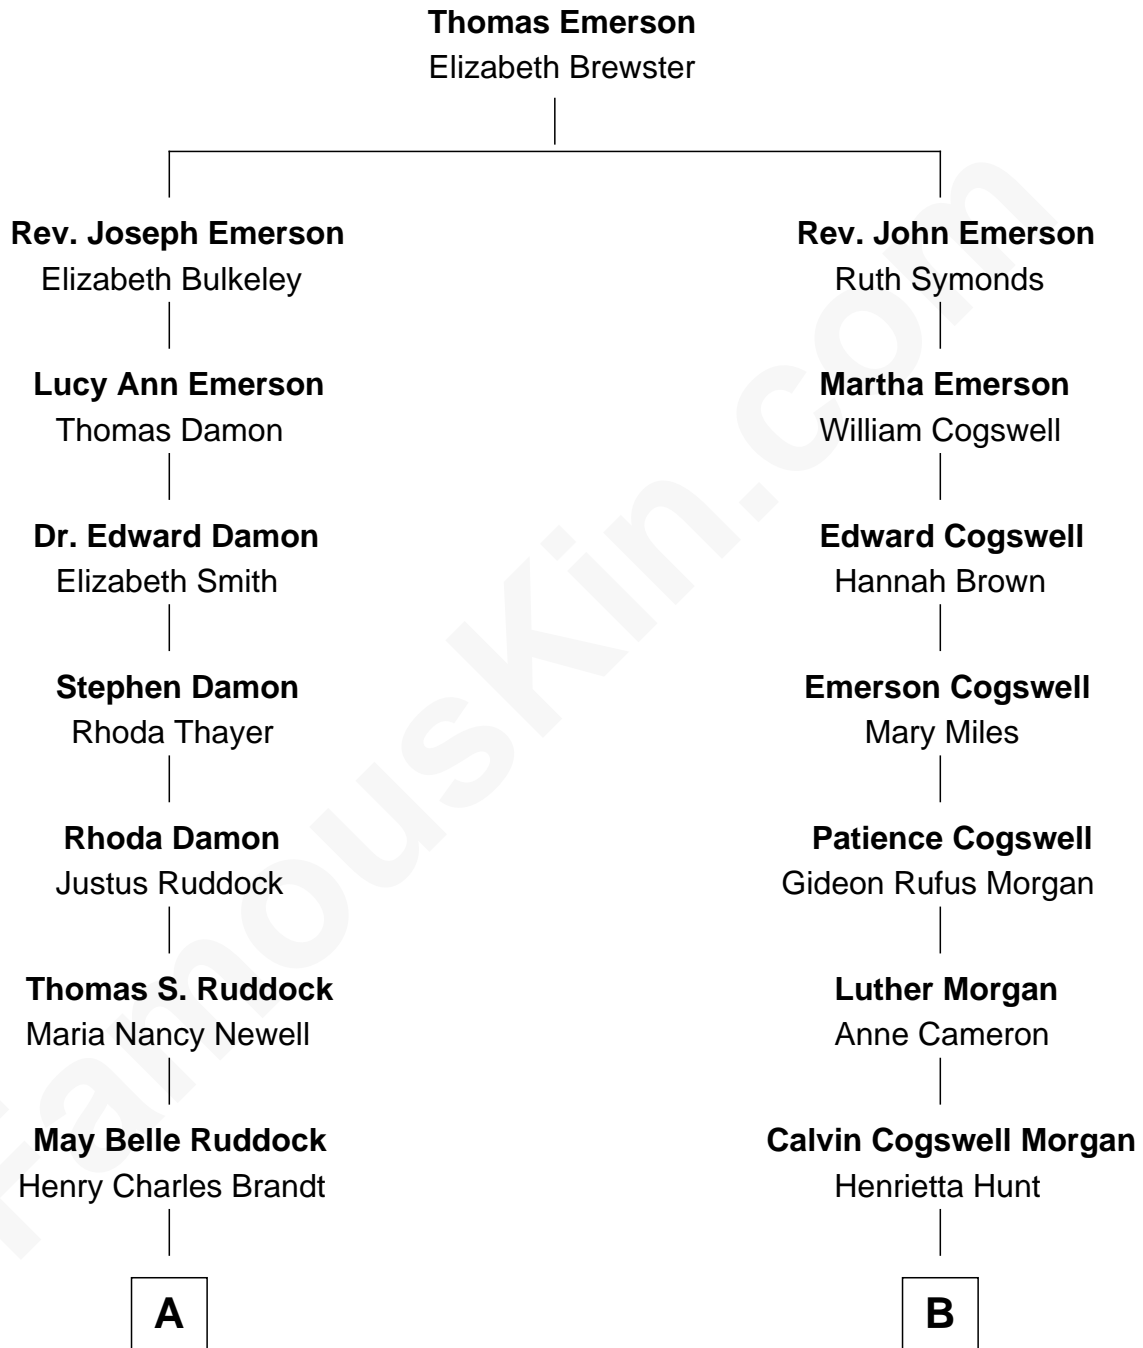 Thomas Emerson
Elizabeth Brewster
Rev. Joseph Emerson
Elizabeth Bulkeley
Rev. John Emerson
Ruth Symonds
Lucy Ann Emerson
Thomas Damon
Martha Emerson
William Cogswell
Dr. Edward Damon
Elizabeth Smith
Edward Cogswell
Hannah Brown
Stephen Damon
Rhoda Thayer
Emerson Cogswell
Mary Miles
Rhoda Damon
Justus Ruddock
Patience Cogswell
Gideon Rufus Morgan
Thomas S. Ruddock
Maria Nancy Newell
Luther Morgan
Anne Cameron
May Belle Ruddock
Henry Charles Brandt
Calvin Cogswell Morgan
Henrietta Hunt
A
B
FamousKin.com